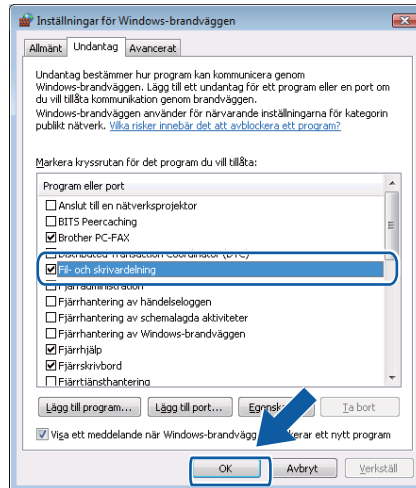 Inställningar för Windows-brandväggen
Allmänt Undantag Avancerat
Undantag bestämmer hur program kan kommunicera genom
Windows-brandväggen. Lägg till ett undantag för ett program eller en port om
du vill tillåta kommunikation genom brandväggen.
Windows-brandväggen använder för närvarande inställningarna för kategorin
publikt nätverk. Vilka risker innebär det att avblockera ett program?
Markera kryssrutan för det program du vill tillåta:
Program eller port
Anslut till en nätverksprojektor
BITS Peercaching
Brother PC-FAX
Distributed Transaction Coordinator (DTC)
Fil- och skrivardelning
Fjärradministration
Fjärrhantering av händelseloggen
Fjärrhantering av schemalagda aktiviteter
Fjärrhantering av Windows-brandväggen
Fjärrhjälp
Fjärrskrivbord
Fjärrtjänsthantering
Lägg till program... Lägg till port... Ta bort
Visa ett meddelande när ett nytt program
OK Avbryt Verkställ